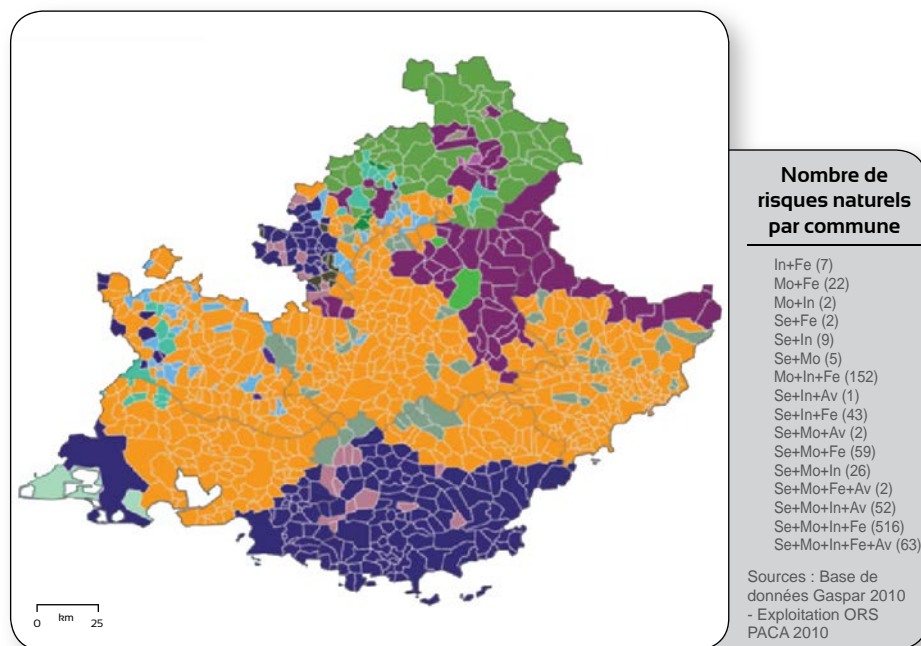 Nombre de
risques naturels
par commune
In+Fe (7)
Mo+Fe (22)
Mo+In (2)
Se+Fe (2)
Se+In (9)
Se+Mo (5)
Mo+In+Fe (152)
Se+In+Av (1)
Se+In+Fe (43)
Se+Mo+Av (2)
Se+Mo+Fe (59)
Se+Mo+In (26)
Se+Mo+Fe+Av (2)
Se+Mo+In+Av (52)
Se+Mo+In+Fe (516)
Se+Mo+In+Fe+Av (63)
Sources : Base de
données Gaspar 2010
- Exploitation ORS
PACA 2010
0 km 25